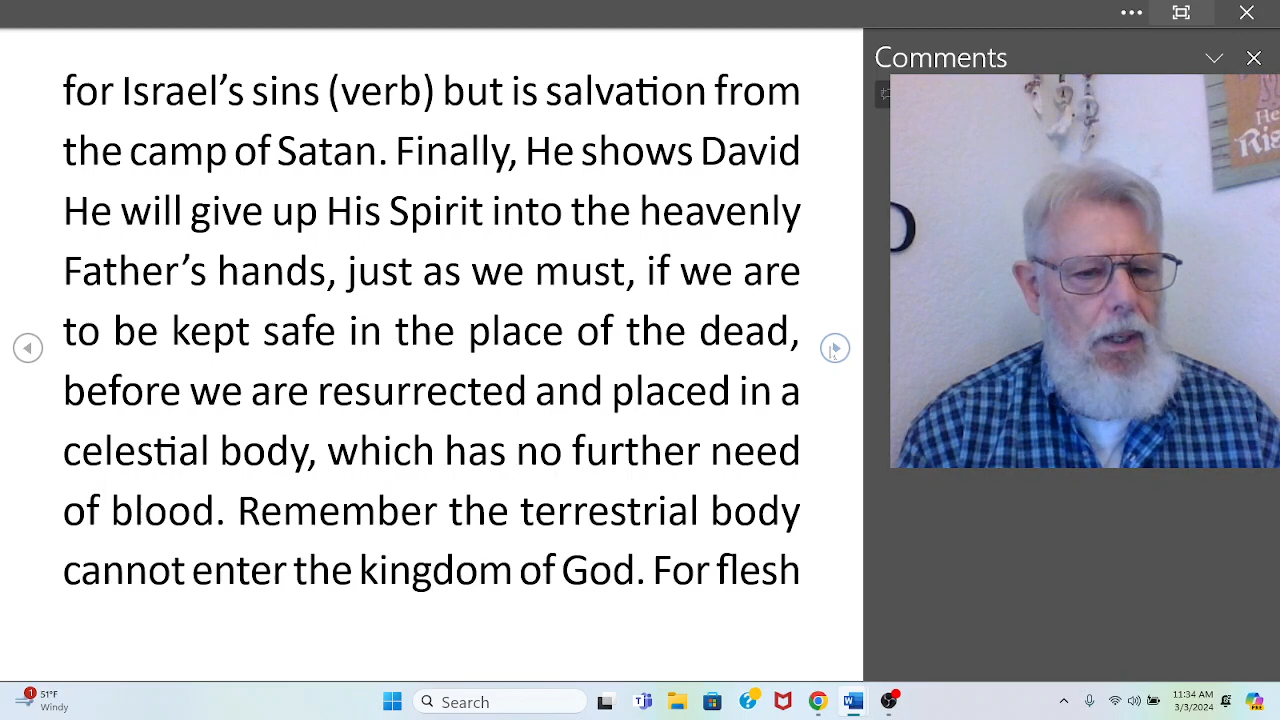 Comments
for Israel’s sins (verb) but is salvation from
the camp of Satan. Finally, He shows David
He will give up His Spirit into the heavenly
Father’s hands, just as we must, if we are
to be kept safe in the place of the dead,
before we are resurrected and placed in a
celestial body, which has no further need
of blood. Remember the terrestrial body
cannot enter the kingdom of God. For flesh
He
Ris
D
1
51°F
Windy
Search
11:34 AM
3/3/2024